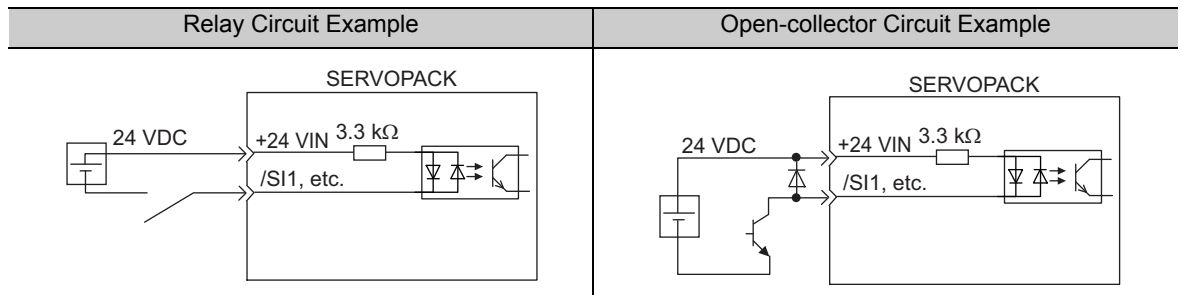 Relay Circuit Example
Open-collector Circuit Example
SERVOPACK
24 VDC
+24 VIN
3.3 kΩ
/SI1, etc.
SERVOPACK
24 VDC
+24 VIN
3.3 kΩ
/SI1, etc.